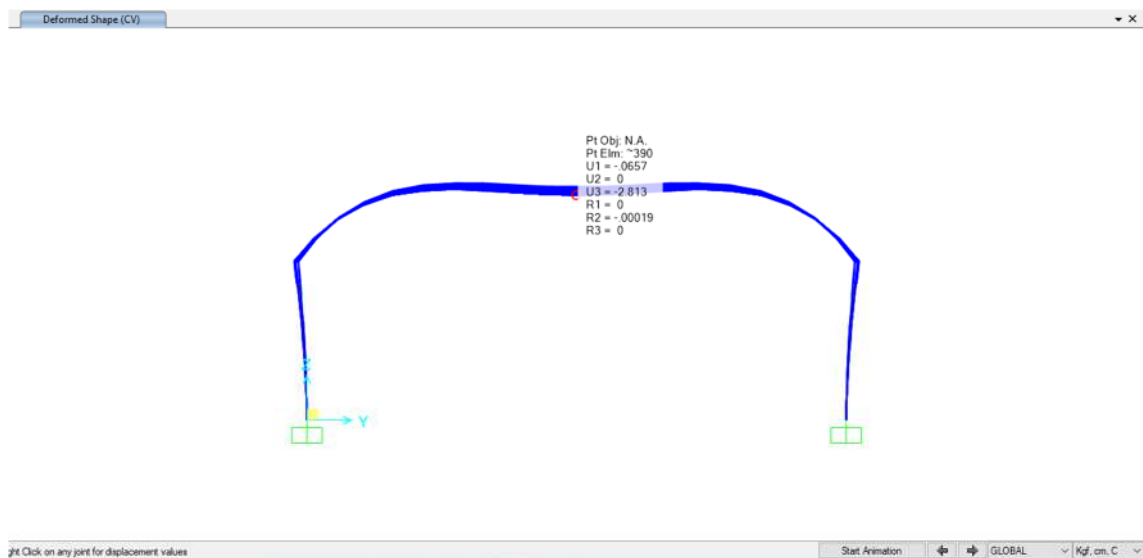 Deformed Shape (CV)
Pt Obj: N.A.
Pt Elm: ~390
U1 = -.0657
U2 = 0
U3 = -2.813
R1 = 0
R2 = -.00019
R3 = 0
Y
ght Click on any joint for displacement values
Start Animation
GLOBAL
Kgf, cm, C